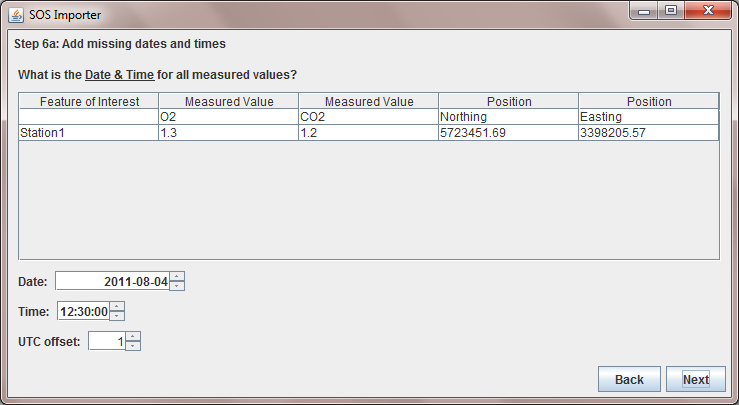 SOS Importer
Step 6a: Add missing dates and times
What is the Date & Time for all measured values?
Feature of Interest Measured Value Measured Value Position Position
O2 CO2 Northing Easting
Station1 1.3 1.2 5723451.69 3398205.57
Date: 2011-08-04
Time: 12:30:00
UTC offset: 1
Back Next